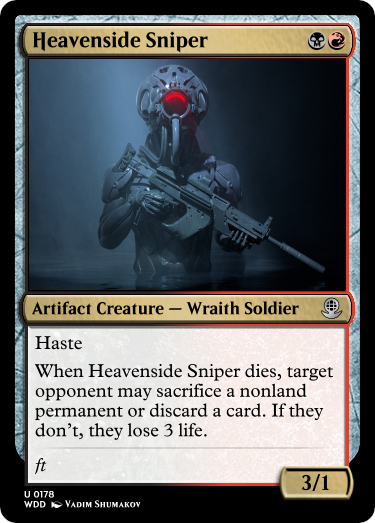 Heavenside Sniper
Artifact Creature — Wraith Soldier
Haste
When Heavenside Sniper dies, target
opponent may sacrifice a nonland
permanent or discard a card. If they
don't, they lose 3 life.
ft
3/1
U 0178
WDD Vadim Shumakov